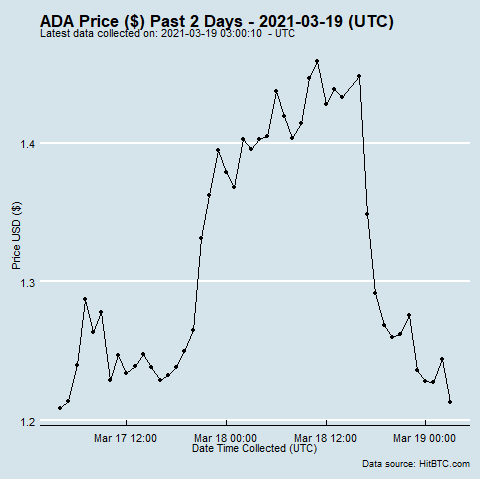 ADA Price ($) Past 2 Days - 2021-03-19 (UTC)
Latest data collected on: 2021-03-19 03:00:10 - UTC
1.4
Price USD ($)
1.3
1.2
Mar 17 12:00 Mar 18 00:00 Mar 18 12:00 Mar 19 00:00
Date Time Collected (UTC)
Data source: HitBTC.com